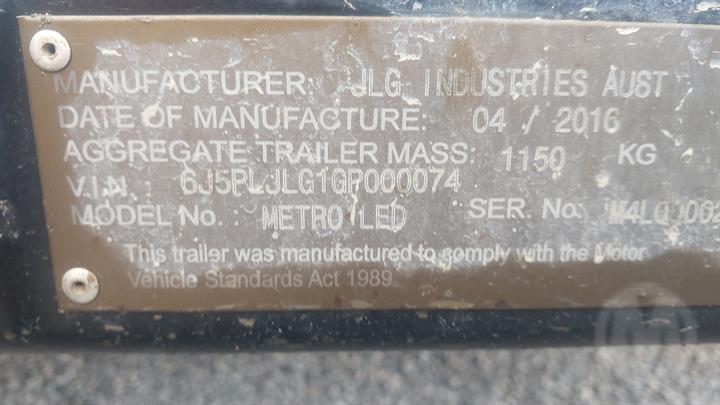 MANUFACTURER JLG INDUSTRIES AUST
DATE OF MANUFACTURE: 04 / 2016
AGGREGATE TRAILER MASS: 1150 KG
V.I.N. 6J5PLJLG1GP000074
MODEL No. METRO LED SER. No.
This trailer was manufactured to comply with the Motor
Vehicle Standards Act 1989